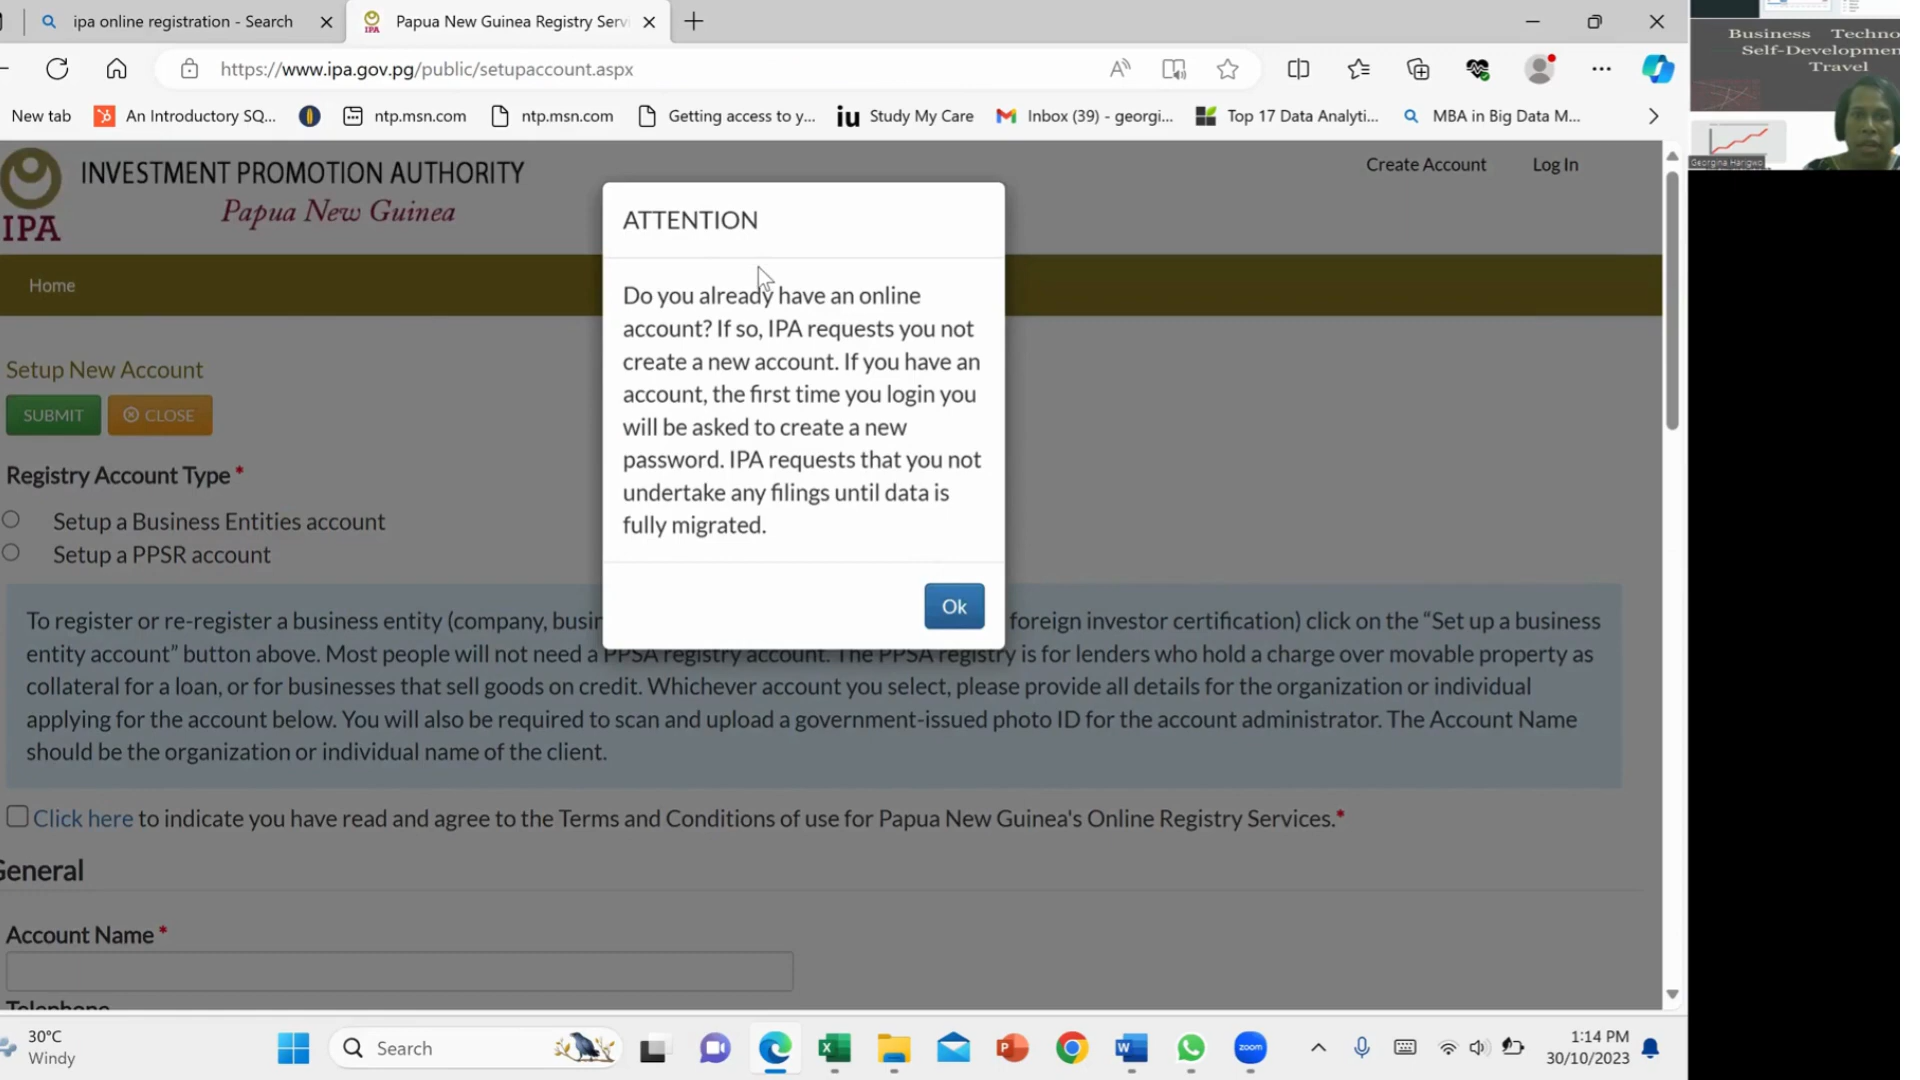 ipa online registration - Search
Papua New Guinea Registry Serv
https://www.ipa.gov.pg/public/setupaccount.aspx
New tab
An Introductory SQ...
ntp.msn.com
ntp.msn.com
Getting access to y...
iu Study My Care
Inbox (39) - georgi...
Top 17 Data Analyti...
MBA in Big Data M...
Business Techno
Self-Developmen
Travel
Georgina Harigwo
IPA
INVESTMENT PROMOTION AUTHORITY
Papua New Guinea
Create Account
Log In
Home
ATTENTION
Do you already have an online
account? If so, IPA requests you not
create a new account. If you have an
account, the first time you login you
will be asked to create a new
password. IPA requests that you not
undertake any filings until data is
fully migrated.
Ok
Setup New Account
SUBMIT
CLOSE
Registry Account Type *
Setup a Business Entities account
Setup a PPSR account
To register or re-register a business entity (company, busin foreign investor certification) click on the “Set up a business
entity account” button above. Most people will not need a PPSA registry account. The PPSA registry is for lenders who hold a charge over movable property as
collateral for a loan, or for businesses that sell goods on credit. Whichever account you select, please provide all details for the organization or individual
applying for the account below. You will also be required to scan and upload a government-issued photo ID for the account administrator. The Account Name
should be the organization or individual name of the client.
Click here to indicate you have read and agree to the Terms and Conditions of use for Papua New Guinea's Online Registry Services.*
General
Account Name *
Telephone
30°C
Windy
Search
zoom
1:14 PM
30/10/2023